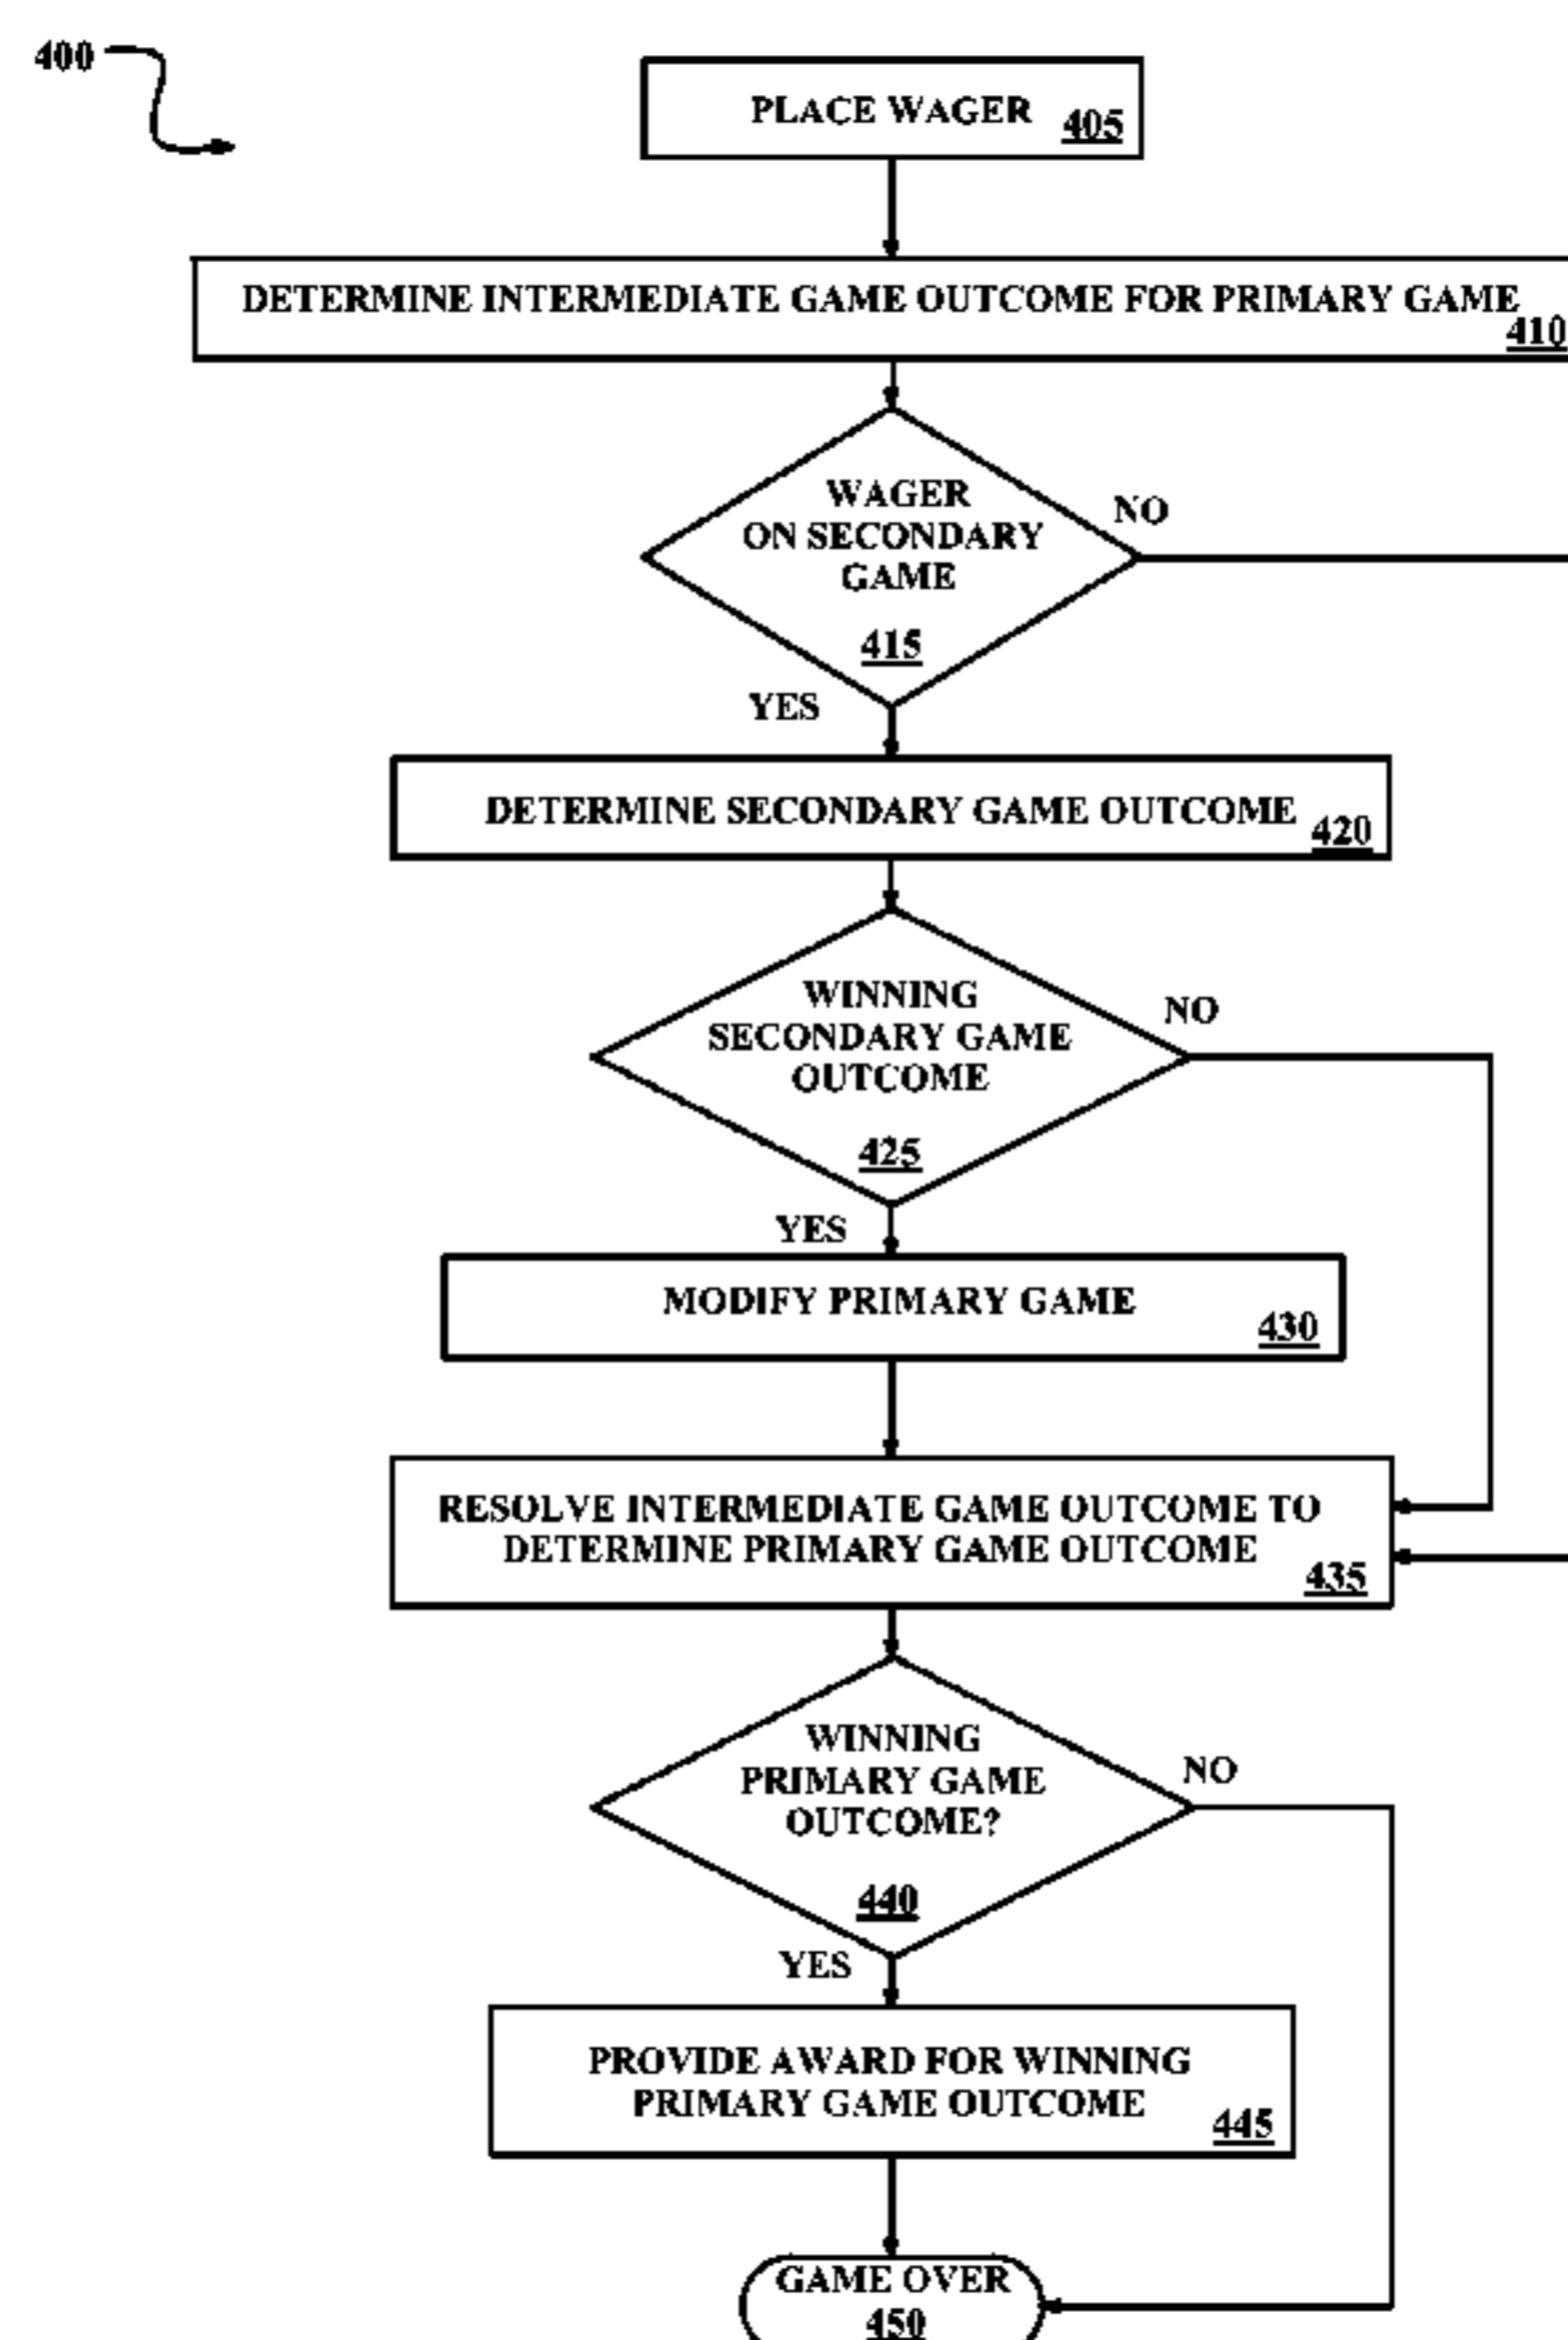 400
PLACE WAGER
405
DETERMINE INTERMEDIATE GAME OUTCOME FOR PRIMARY GAME
410
WAGER
ON SECONDARY
GAME
415
NO
YES
DETERMINE SECONDARY GAME OUTCOME
420
WINNING
SECONDARY GAME
OUTCOME
425
NO
YES
MODIFY PRIMARY GAME
430
RESOLVE INTERMEDIATE GAME OUTCOME TO
DETERMINE PRIMARY GAME OUTCOME
435
WINNING
PRIMARY GAME
OUTCOME?
440
NO
YES
PROVIDE AWARD FOR WINNING
PRIMARY GAME OUTCOME
445
GAME OVER
450